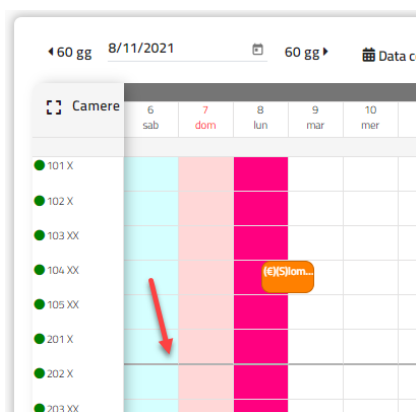 60 gg 8/11/2021 60 gg Data c
Camere
6 7 8 9 10
sab dom lun mar mer
101 X
102 X
103 XX
104 XX (€)(S)lom...
105 XX
201 X
202 X
203 XX